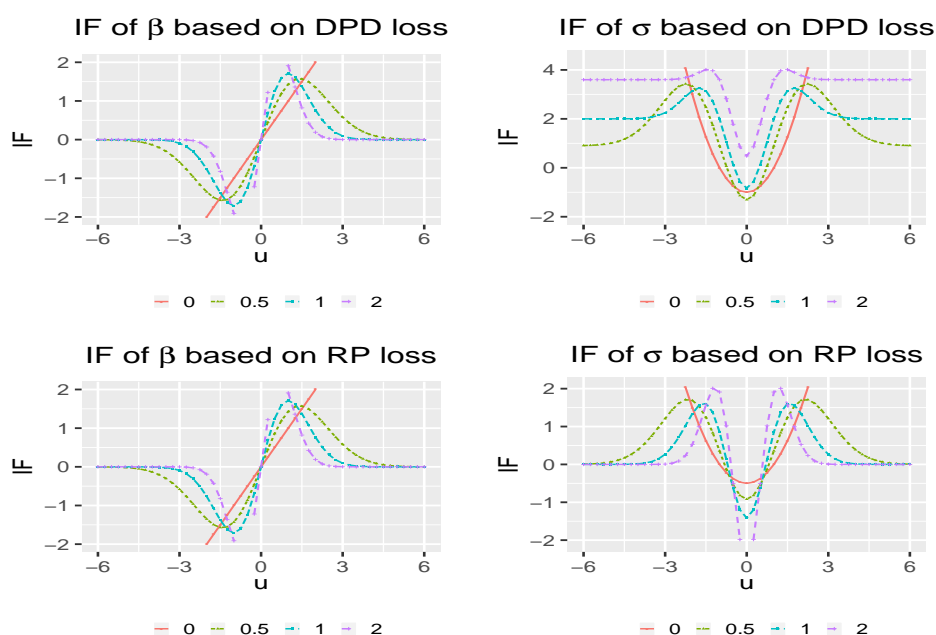 IF of β based on DPD loss
IF
2
1
0
−1
−2
−6
−3
0
3
6
u
0 0.5 1 2
IF of σ based on DPD loss
IF
4
2
0
−2
−6
−3
0
3
6
u
0 0.5 1 2
IF of β based on RP loss
IF
2
1
0
−1
−2
−6
−3
0
3
6
u
0 0.5 1 2
IF of σ based on RP loss
IF
2
1
0
−1
−2
−6
−3
0
3
6
u
0 0.5 1 2